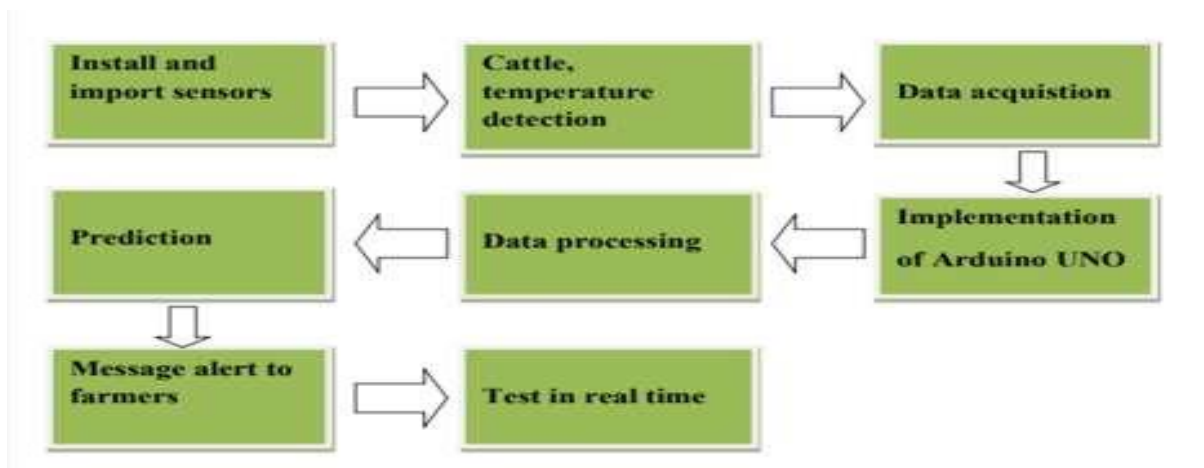 Install and
import sensors
Cattle,
temperature
detection
Data acquistion
Implementation
of Arduino UNO
Data processing
Prediction
Message alert to
farmers
Test in real time